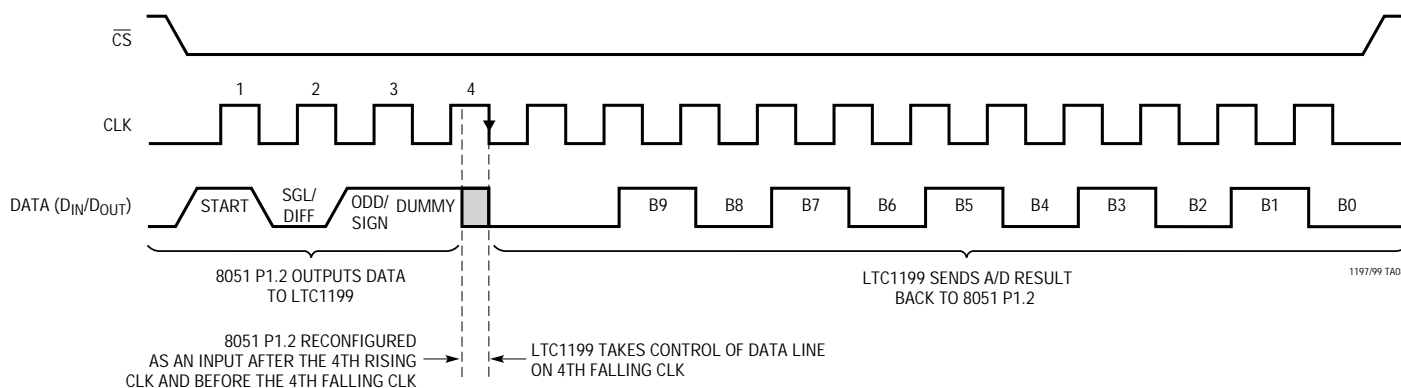 CS
1 2 3 4
CLK
DATA (DIN/DOUT)
START
SGL/
DIFF
ODD/
SIGN
DUMMY
B9 B8 B7 B6 B5 B4 B3 B2 B1 B0
8051 P1.2 OUTPUTS DATA
TO LTC1199
LTC1199 SENDS A/D RESULT
BACK TO 8051 P1.2
8051 P1.2 RECONFIGURED
AS AN INPUT AFTER THE 4TH RISING
CLK AND BEFORE THE 4TH FALLING CLK
LTC1199 TAKES CONTROL OF DATA LINE
ON 4TH FALLING CLK